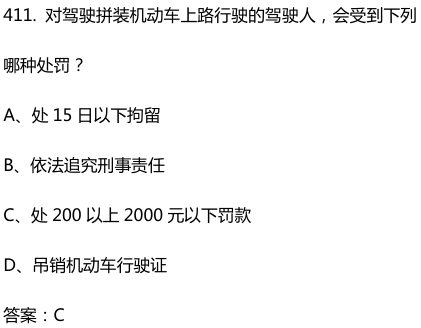 411. 对驾驶拼装机动车上路行驶的驾驶人，会受到下列
哪种处罚？
A、处 15 日以下拘留
B、依法追究刑事责任
C、处 200 以上 2000 元以下罚款
D、吊销机动车行驶证
答案：C